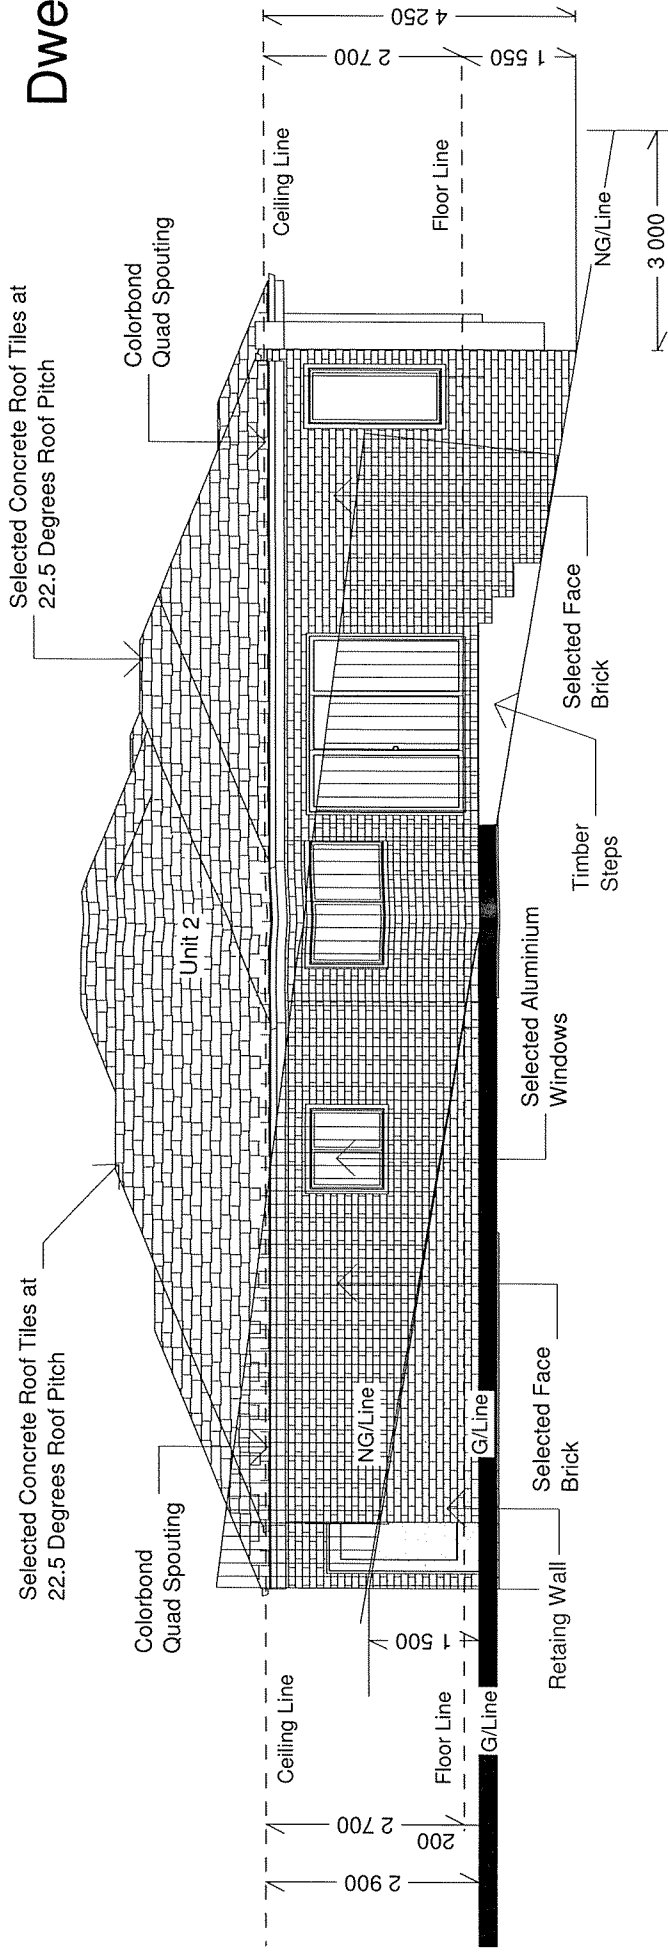 Dwe
Selected Concrete Roof Tiles at
22.5 Degrees Roof Pitch
Selected Concrete Roof Tiles at
22.5 Degrees Roof Pitch
Colorbond
Quad Spouting
Colorbond
Quad Spouting
Unit 2
Ceiling Line
Ceiling Line
Floor Line
Floor Line
NG/Line
NG/Line
G/Line
G/Line
2 900
2 700
200
1 500
4 250
2 700
1 550
3 000
Retaing Wall
Selected Face
Brick
Selected Aluminium
Windows
Timber
Steps
Selected Face
Brick